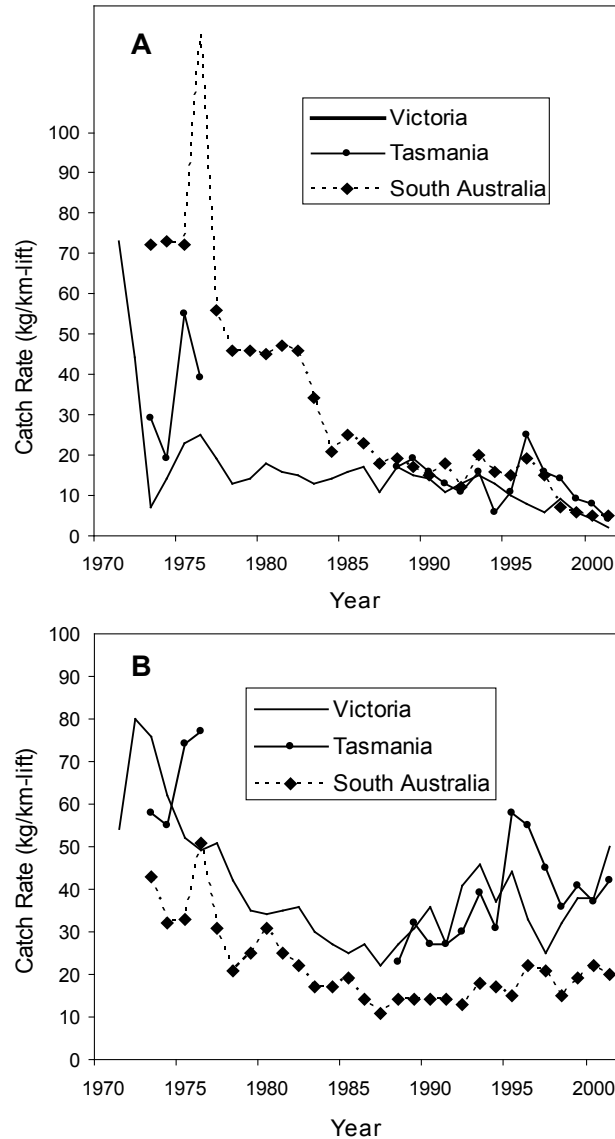 A
Victoria
Tasmania
South Australia
100
90
80
70
60
50
40
30
20
10
0
Catch Rate (kg/km-lift)
1970 1975 1980 1985 1990 1995 2000
Year
B
Victoria
Tasmania
South Australia
100
90
80
70
60
50
40
30
20
10
0
Catch Rate (kg/km-lift)
1970 1975 1980 1985 1990 1995 2000
Year